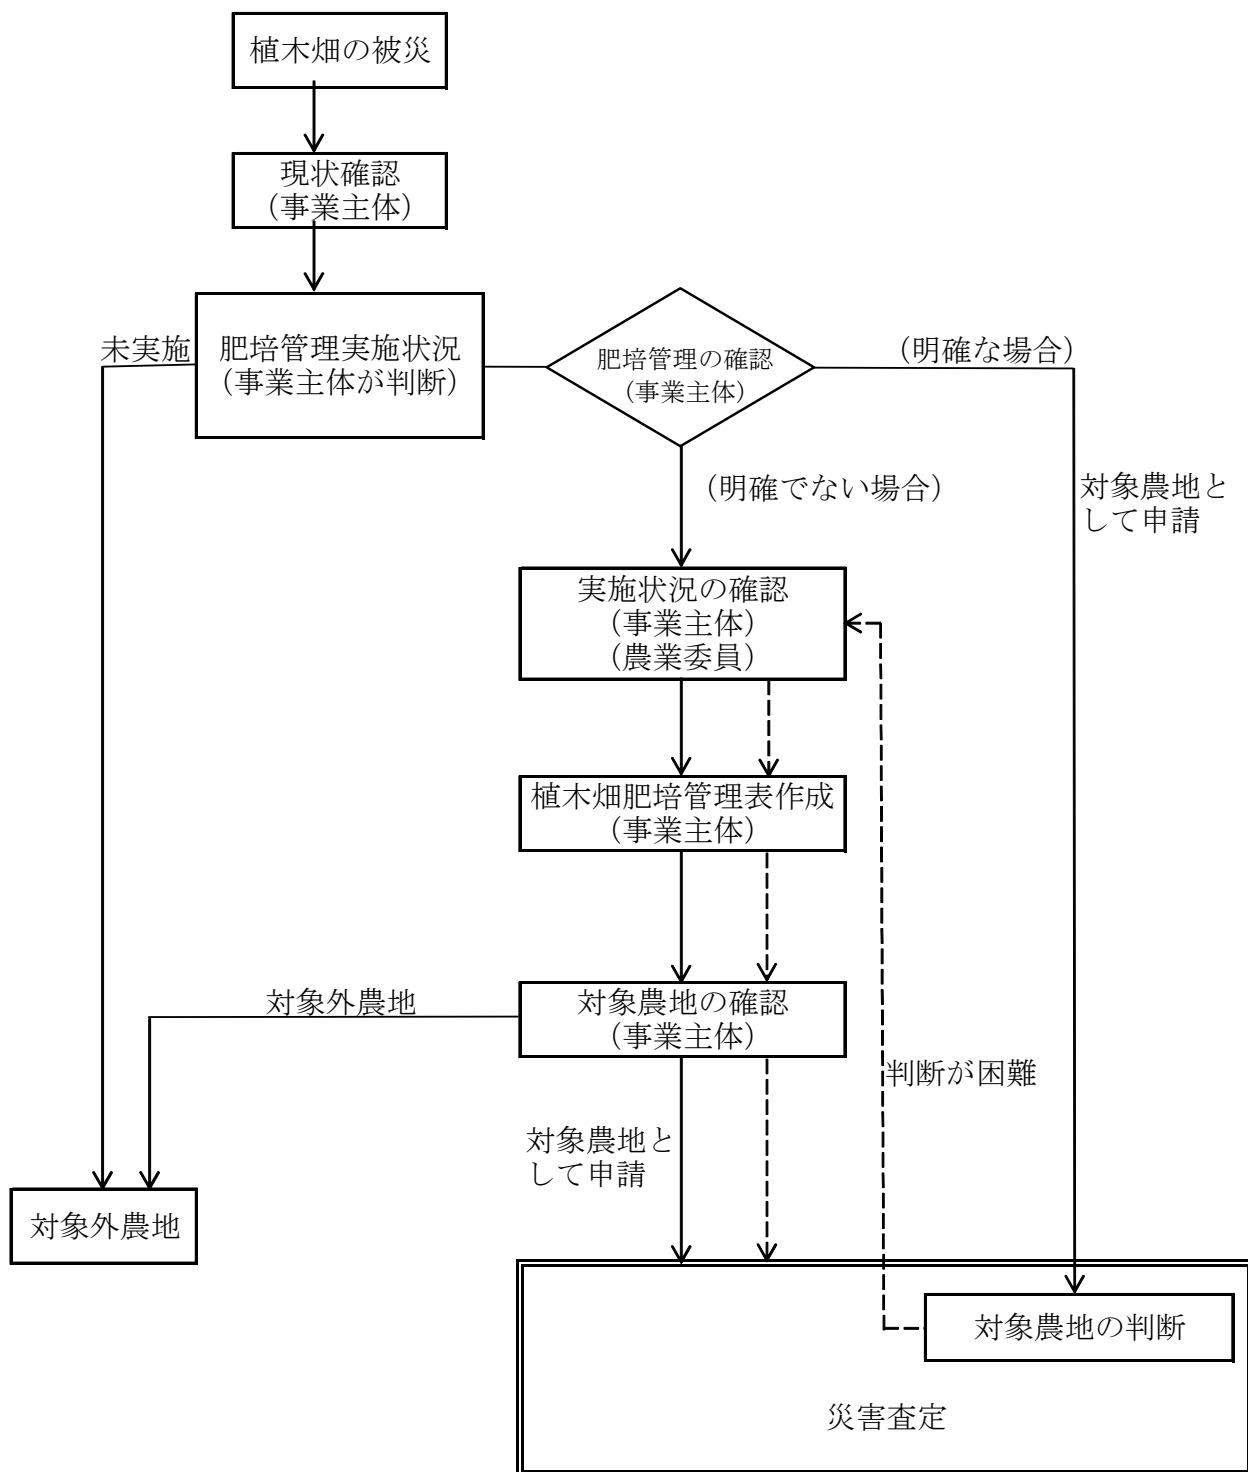 植木畑の被災
現状確認
（事業主体）
未実施
肥培管理実施状況
（事業主体が判断）
肥培管理の確認
（事業主体）
（明確な場合）
（明確でない場合）
対象農地と
して申請
実施状況の確認
（事業主体）
（農業委員）
植木畑肥培管理表作成
（事業主体）
対象外農地
対象農地の確認
（事業主体）
判断が困難
対象農地と
して申請
対象外農地
対象農地の判断
災害査定